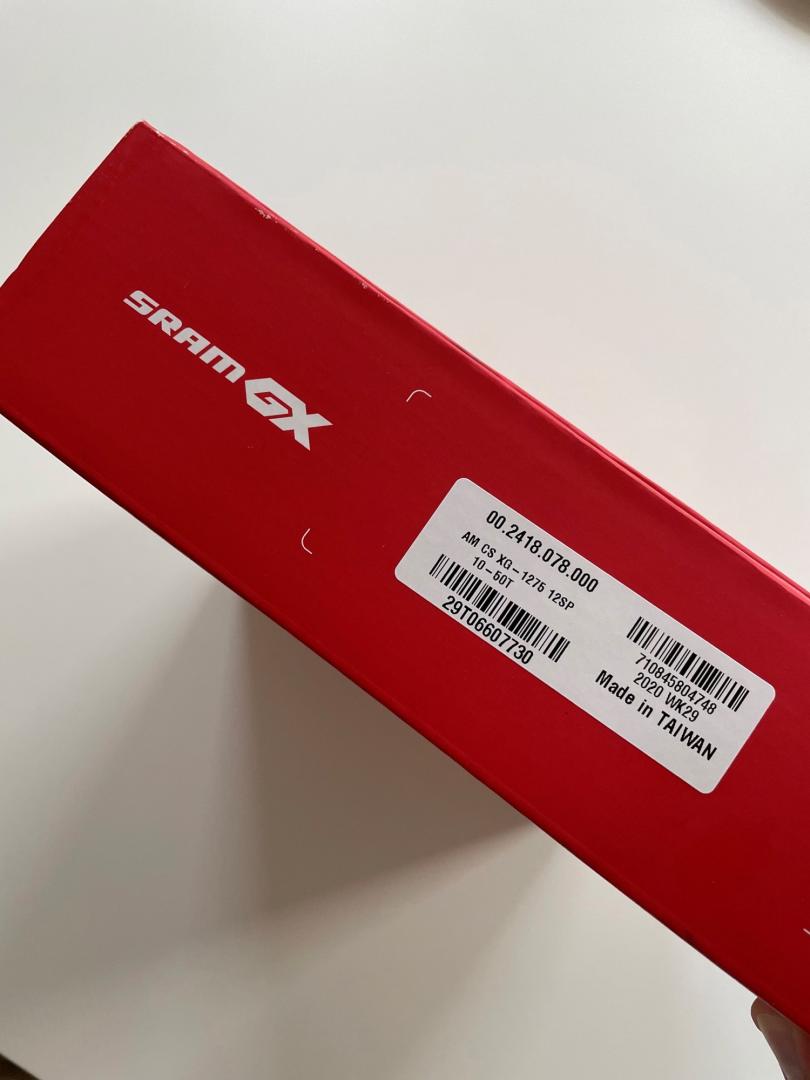 SRAM GX
00.2418.078.000
AM CS XG-1275 12SP
10-50T
29T06607730
710845804748
2020 WK29
Made in TAIWAN